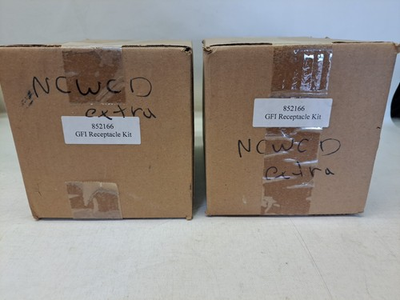 NCWCD
extra
852166
GFI Receptacle Kit
852166
GFI Receptacle Kit
NCWCD
extra